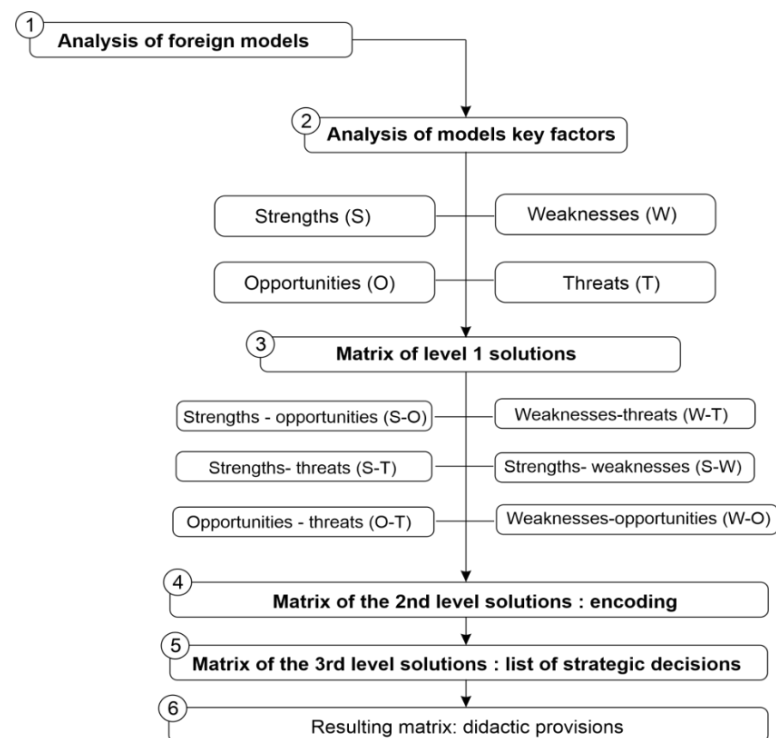 1
Analysis of foreign models
2
Analysis of models key factors
Strengths (S)
Weaknesses (W)
Opportunities (O)
Threats (T)
3
Matrix of level 1 solutions
Strengths - opportunities (S-O)
Weaknesses-threats (W-T)
Strengths- threats (S-T)
Strengths- weaknesses (S-W)
Opportunities - threats (O-T)
Weaknesses-opportunities (W-O)
4
Matrix of the 2nd level solutions : encoding
5
Matrix of the 3rd level solutions : list of strategic decisions
6
Resulting matrix: didactic provisions